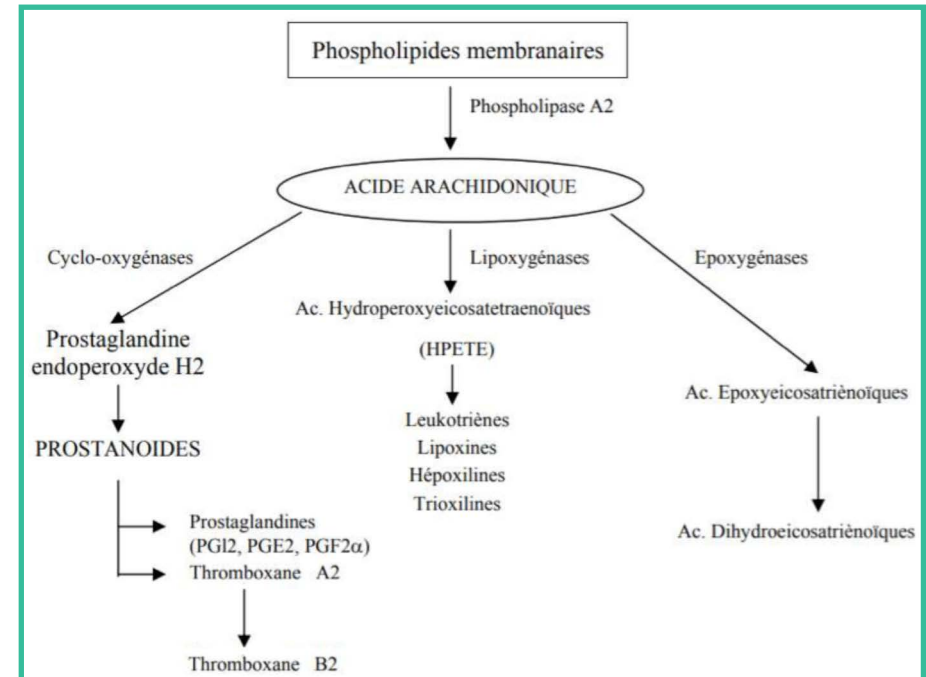 Phospholipides membranaires
Phospholipase A2
ACIDE ARACHIDONIQUE
Cyclo-oxygénases
Lipoxygénases
Epoxygénases
Ac. Hydroperoxyeicosatetraenoïques
(HPETE)
Prostaglandine
endoperoxyde H2
Ac. Epoxyeicosatriènoïques
Leukotriènes
Lipoxines
Hépoxilines
Trioxilines
PROSTANOIDES
Prostaglandines
(PGI2, PGE2, PGF2α)
Thromboxane A2
Ac. Dihydroeicosatriènoïques
Thromboxane B2